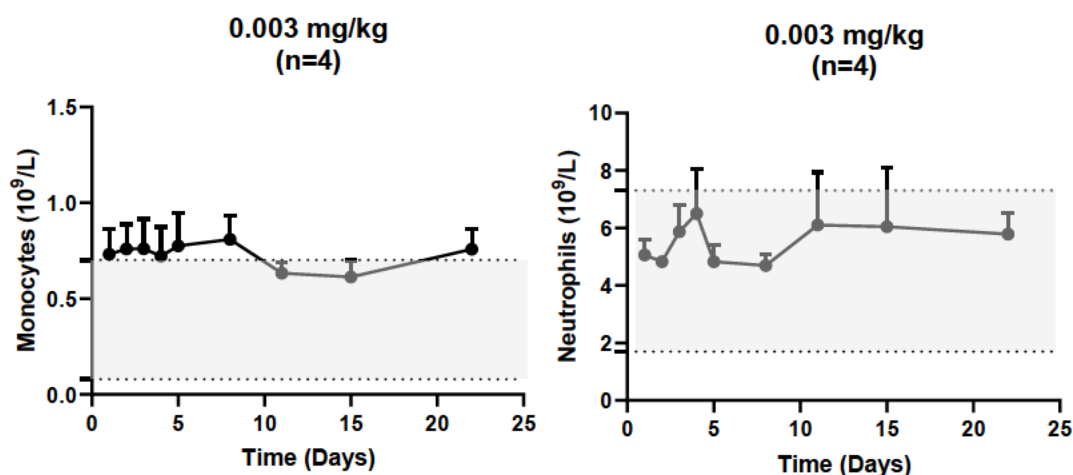 0.003 mg/kg
(n=4)
Monocytes (10⁹/L)
1.5
1.0
0.5
0.0
0 5 10 15 20 25
Time (Days)
0.003 mg/kg
(n=4)
Neutrophils (10⁹/L)
10
8
6
4
2
0
0 5 10 15 20 25
Time (Days)